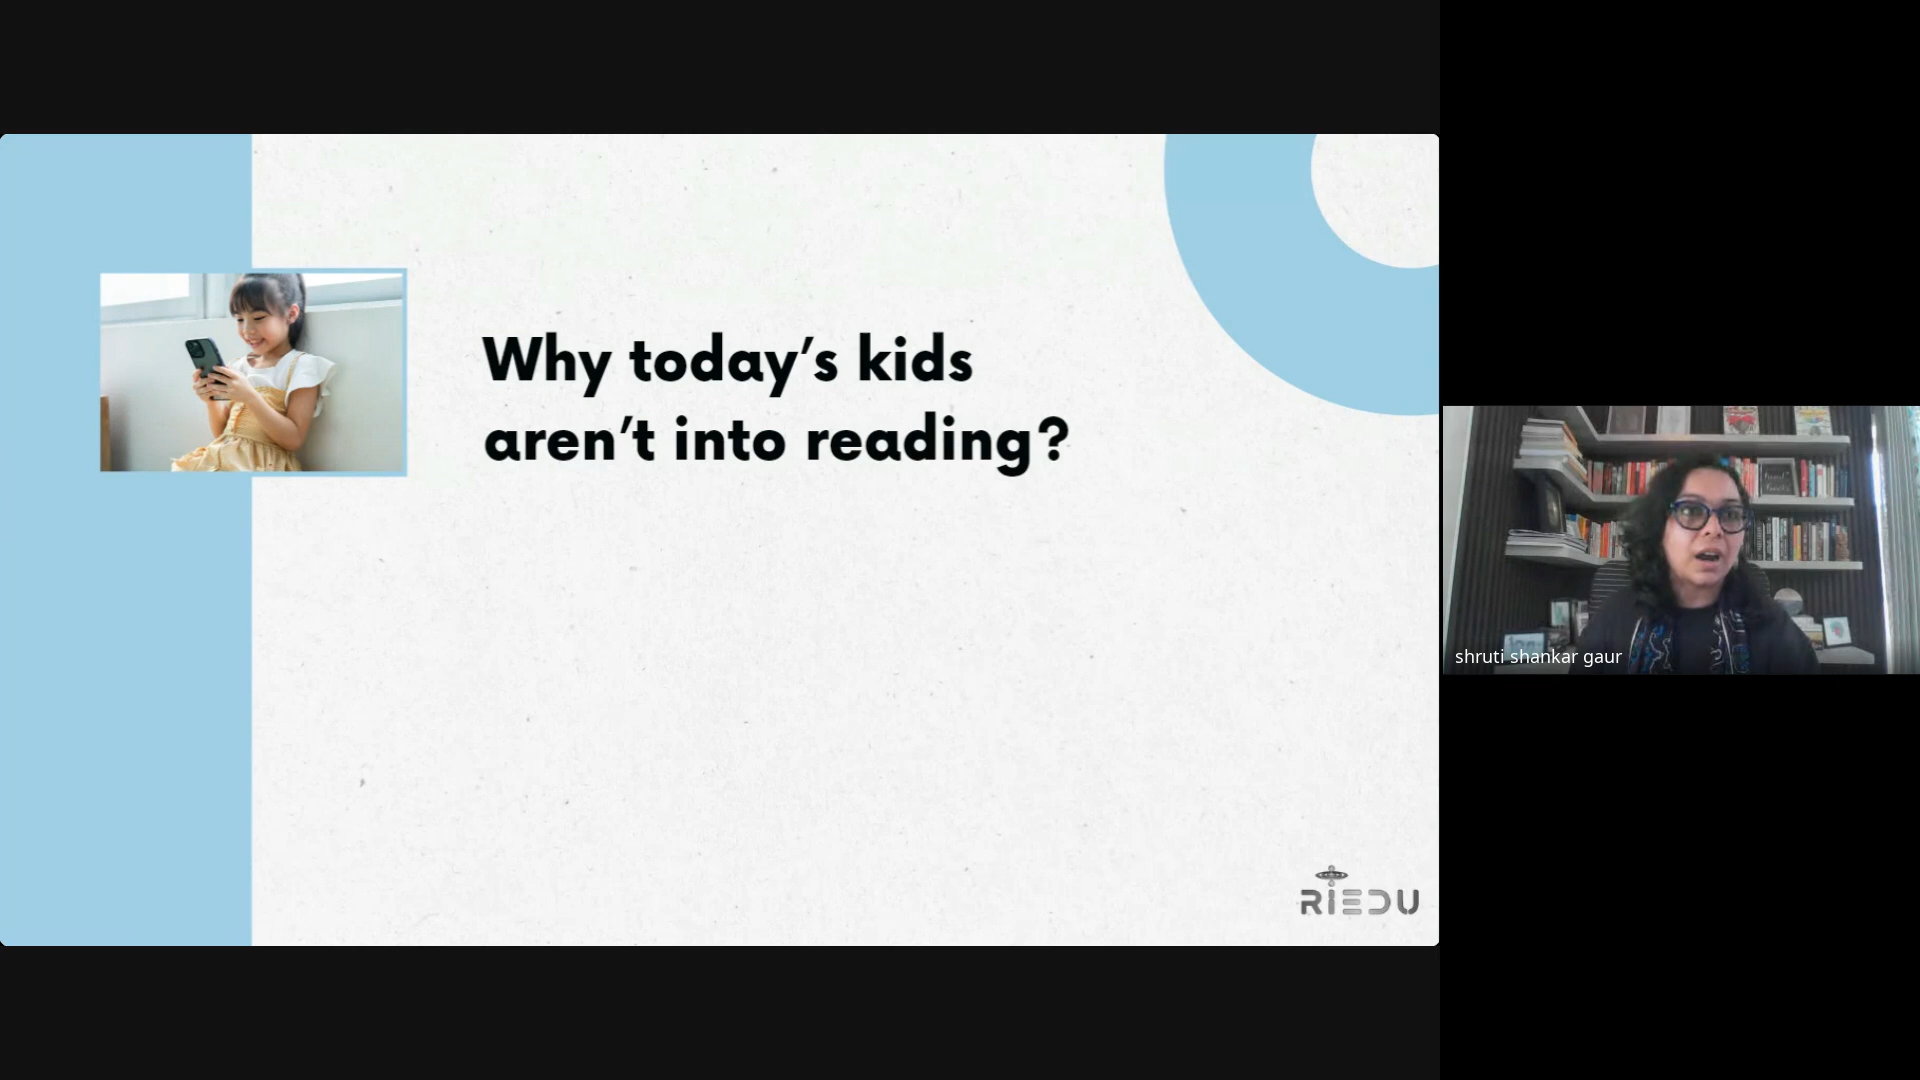 Why today’s kids
aren’t into reading?
RIEDU
shruti shankar gaur